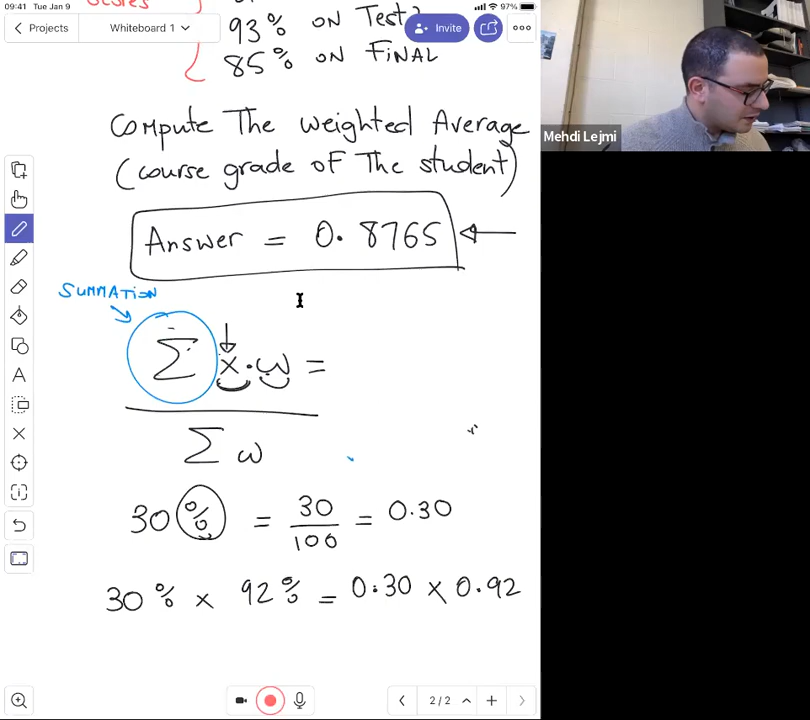 09:41 Tue Jan 9
97%
Projects
Whiteboard 1
Invite
93% on Test
85% on FiNAL
Compute The weighted Average
(course grade of The student)
Answer = 0.8765
SUMMATION
Σ x.ω =
Σ ω
30% = 30/100 = 0.30
30% x 92% = 0.30 x 0.92
2/2
Mehdi Lejmi